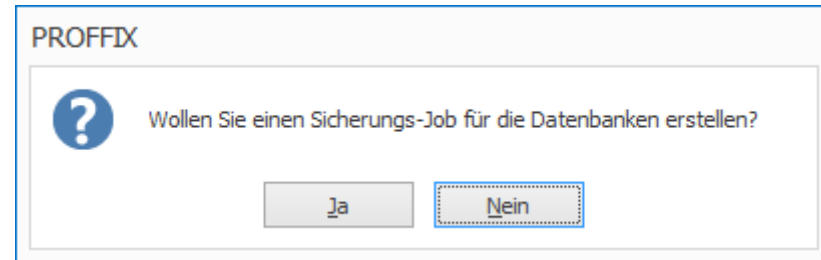 PROFFIX
Wollen Sie einen Sicherungs-Job für die Datenbanken erstellen?
Ja
Nein